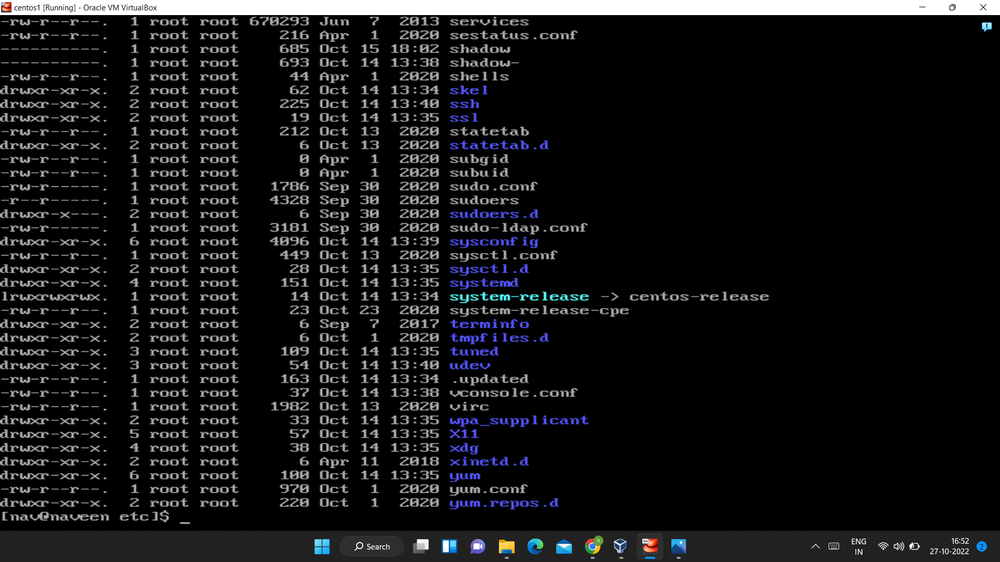 centos1 [Running] - Oracle VM VirtualBox
-rw-r--r--. 1 root root 670293 Jun 7 2013 services
-rw-r--r--. 1 root root 216 Apr 1 2020 sestatus.conf
----------. 1 root root 685 Oct 15 18:02 shadow
----------. 1 root root 693 Oct 14 13:38 shadow-
-rw-r--r--. 1 root root 44 Apr 1 2020 shells
drwxr-xr-x. 2 root root 62 Oct 14 13:34 skel
drwxr-xr-x. 2 root root 225 Oct 14 13:40 ssh
drwxr-xr-x. 2 root root 19 Oct 14 13:35 ssl
-rw-r--r--. 1 root root 212 Oct 13 2020 statetab
drwxr-xr-x. 2 root root 6 Oct 13 2020 statetab.d
-rw-r--r--. 1 root root 0 Apr 1 2020 subgid
-rw-r--r--. 1 root root 0 Apr 1 2020 subuid
-rw-r-----. 1 root root 1786 Sep 30 2020 sudo.conf
-r--r-----. 1 root root 4328 Sep 30 2020 sudoers
drwxr-x---. 2 root root 6 Sep 30 2020 sudoers.d
-rw-r-----. 1 root root 3181 Sep 30 2020 sudo-ldap.conf
drwxr-xr-x. 6 root root 4096 Oct 14 13:39 sysconfig
-rw-r--r--. 1 root root 449 Oct 13 2020 sysctl.conf
drwxr-xr-x. 2 root root 28 Oct 14 13:35 sysctl.d
drwxr-xr-x. 4 root root 151 Oct 14 13:35 systemd
lrwxrwxrwx. 1 root root 14 Oct 14 13:34 system-release -> centos-release
-rw-r--r--. 1 root root 23 Oct 23 2020 system-release-cpe
drwxr-xr-x. 2 root root 6 Sep 7 2017 terminfo
drwxr-xr-x. 2 root root 6 Oct 1 2020 tmpfiles.d
drwxr-xr-x. 3 root root 109 Oct 14 13:35 tuned
drwxr-xr-x. 3 root root 54 Oct 14 13:40 udev
-rw-r--r--. 1 root root 163 Oct 14 13:34 .updated
-rw-r--r--. 1 root root 37 Oct 14 13:38 vconsole.conf
-rw-r--r--. 1 root root 1982 Oct 13 2020 virc
drwxr-xr-x. 2 root root 33 Oct 14 13:35 wpa_supplicant
drwxr-xr-x. 5 root root 57 Oct 14 13:35 X11
drwxr-xr-x. 4 root root 38 Oct 14 13:35 xdg
drwxr-xr-x. 2 root root 6 Apr 11 2018 xinetd.d
drwxr-xr-x. 6 root root 100 Oct 14 13:35 yum
-rw-r--r--. 1 root root 970 Oct 1 2020 yum.conf
drwxr-xr-x. 2 root root 220 Oct 1 2020 yum.repos.d
[nav@naveen etc]$ _
Search
n
64
ENG
IN
16:52
27-10-2022
2